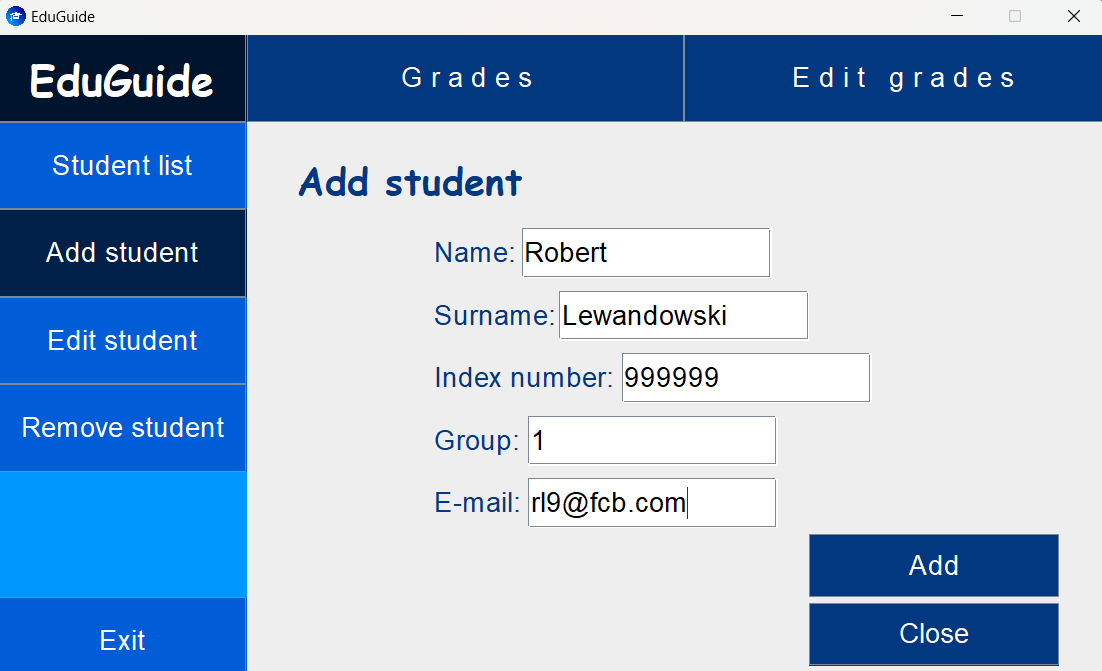 EduGuide
EduGuide
Grades
Edit grades
Student list
Add student
Edit student
Remove student
Exit
Add student
Name: Robert
Surname: Lewandowski
Index number: 999999
Group: 1
E-mail: rl9@fcb.com
Add
Close